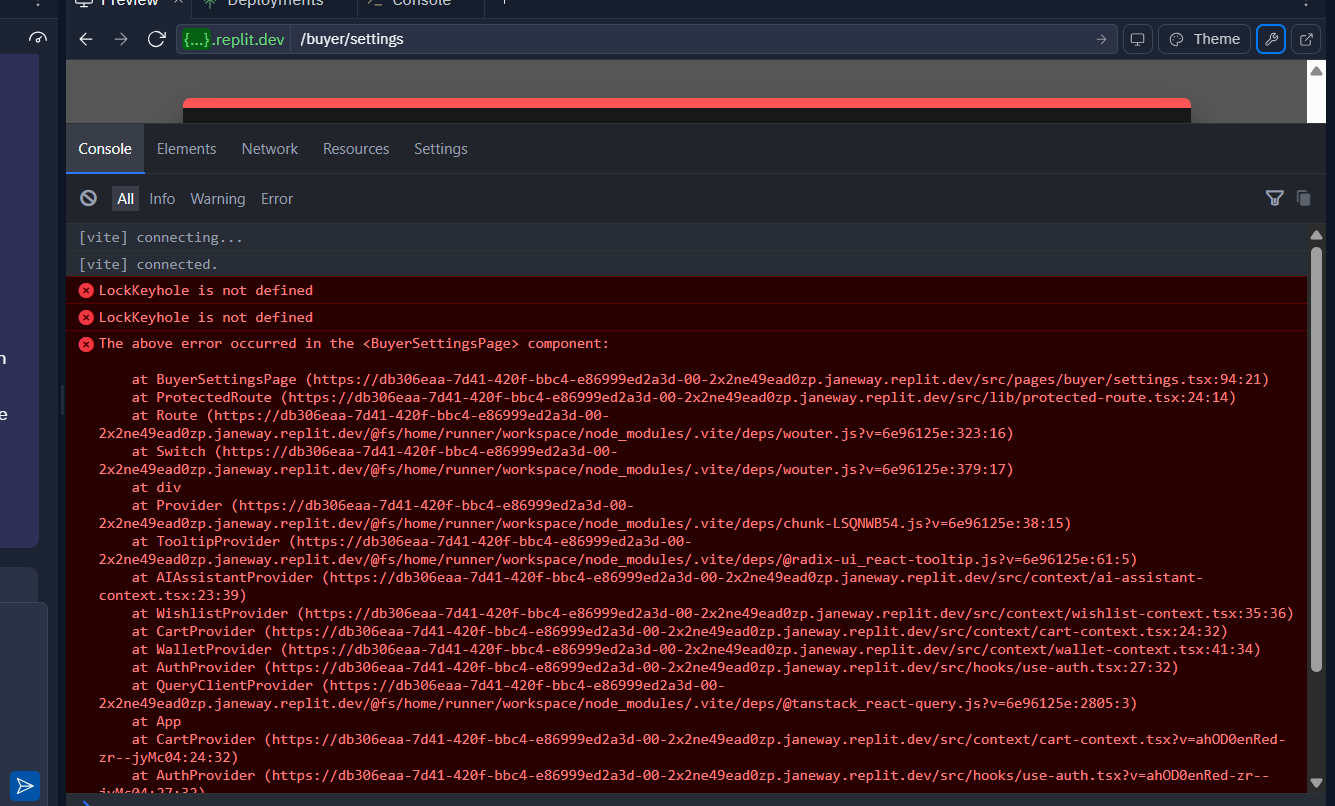 Preview
Deployments
Console
{...}.replit.dev
/buyer/settings
Theme
Console
Elements
Network
Resources
Settings
All
Info
Warning
Error
[vite] connecting...
[vite] connected.
LockKeyhole is not defined
LockKeyhole is not defined
The above error occurred in the <BuyerSettingsPage> component:
at BuyerSettingsPage (https://db306eaa-7d41-420f-bbc4-e86999ed2a3d-00-2x2ne49ead0zp.janeway.replit.dev/src/pages/buyer/settings.tsx:94:21)
at ProtectedRoute (https://db306eaa-7d41-420f-bbc4-e86999ed2a3d-00-2x2ne49ead0zp.janeway.replit.dev/src/lib/protected-route.tsx:24:14)
at Route (https://db306eaa-7d41-420f-bbc4-e86999ed2a3d-00-
2x2ne49ead0zp.janeway.replit.dev/@fs/home/runner/workspace/node_modules/.vite/deps/wouter.js?v=6e96125e:323:16)
at Switch (https://db306eaa-7d41-420f-bbc4-e86999ed2a3d-00-
2x2ne49ead0zp.janeway.replit.dev/@fs/home/runner/workspace/node_modules/.vite/deps/wouter.js?v=6e96125e:379:17)
at div
at Provider (https://db306eaa-7d41-420f-bbc4-e86999ed2a3d-00-
2x2ne49ead0zp.janeway.replit.dev/@fs/home/runner/workspace/node_modules/.vite/deps/chunk-LSQNWB54.js?v=6e96125e:38:15)
at TooltipProvider (https://db306eaa-7d41-420f-bbc4-e86999ed2a3d-00-
2x2ne49ead0zp.janeway.replit.dev/@fs/home/runner/workspace/node_modules/.vite/deps/@radix-ui_react-tooltip.js?v=6e96125e:61:5)
at AIAssistantProvider (https://db306eaa-7d41-420f-bbc4-e86999ed2a3d-00-2x2ne49ead0zp.janeway.replit.dev/src/context/ai-assistant-
context.tsx:23:39)
at WishlistProvider (https://db306eaa-7d41-420f-bbc4-e86999ed2a3d-00-2x2ne49ead0zp.janeway.replit.dev/src/context/wishlist-context.tsx:35:36)
at CartProvider (https://db306eaa-7d41-420f-bbc4-e86999ed2a3d-00-2x2ne49ead0zp.janeway.replit.dev/src/context/cart-context.tsx:24:32)
at WalletProvider (https://db306eaa-7d41-420f-bbc4-e86999ed2a3d-00-2x2ne49ead0zp.janeway.replit.dev/src/context/wallet-context.tsx:41:34)
at AuthProvider (https://db306eaa-7d41-420f-bbc4-e86999ed2a3d-00-2x2ne49ead0zp.janeway.replit.dev/src/hooks/use-auth.tsx:27:32)
at QueryClientProvider (https://db306eaa-7d41-420f-bbc4-e86999ed2a3d-00-
2x2ne49ead0zp.janeway.replit.dev/@fs/home/runner/workspace/node_modules/.vite/deps/@tanstack_react-query.js?v=6e96125e:2805:3)
at App
at CartProvider (https://db306eaa-7d41-420f-bbc4-e86999ed2a3d-00-2x2ne49ead0zp.janeway.replit.dev/src/context/cart-context.tsx?v=ahOD0enRed-
zr--jyMc04:24:32)
at AuthProvider (https://db306eaa-7d41-420f-bbc4-e86999ed2a3d-00-2x2ne49ead0zp.janeway.replit.dev/src/hooks/use-auth.tsx?v=ahOD0enRed-zr--
jyMc04:27:32)